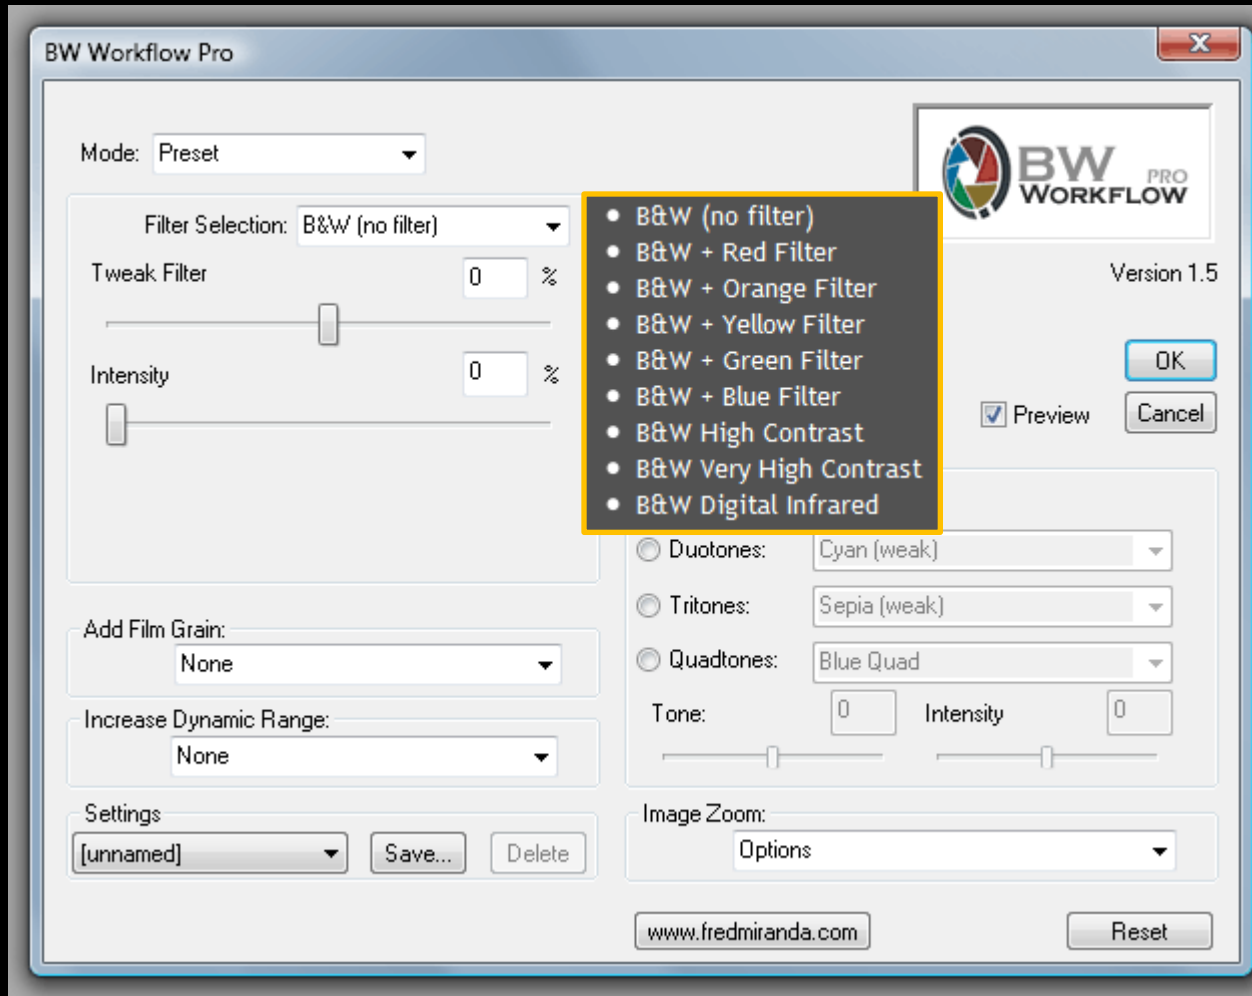 BW Workflow Pro
x
Mode: Preset
BW PRO
WORKFLOW
Version 1.5
Filter Selection: B&W (no filter)
Tweak Filter 0 %
Intensity 0 %
• B&W (no filter)
• B&W + Red Filter
• B&W + Orange Filter
• B&W + Yellow Filter
• B&W + Green Filter
• B&W + Blue Filter
• B&W High Contrast
• B&W Very High Contrast
• B&W Digital Infrared
OK
Preview Cancel
Duotones: Cyan (weak)
Tritones: Sepia (weak)
Quadtones: Blue Quad
Tone: 0 Intensity 0
Add Film Grain:
None
Increase Dynamic Range:
None
Settings
[unnamed] Save... Delete
Image Zoom:
Options
www.fredmiranda.com Reset